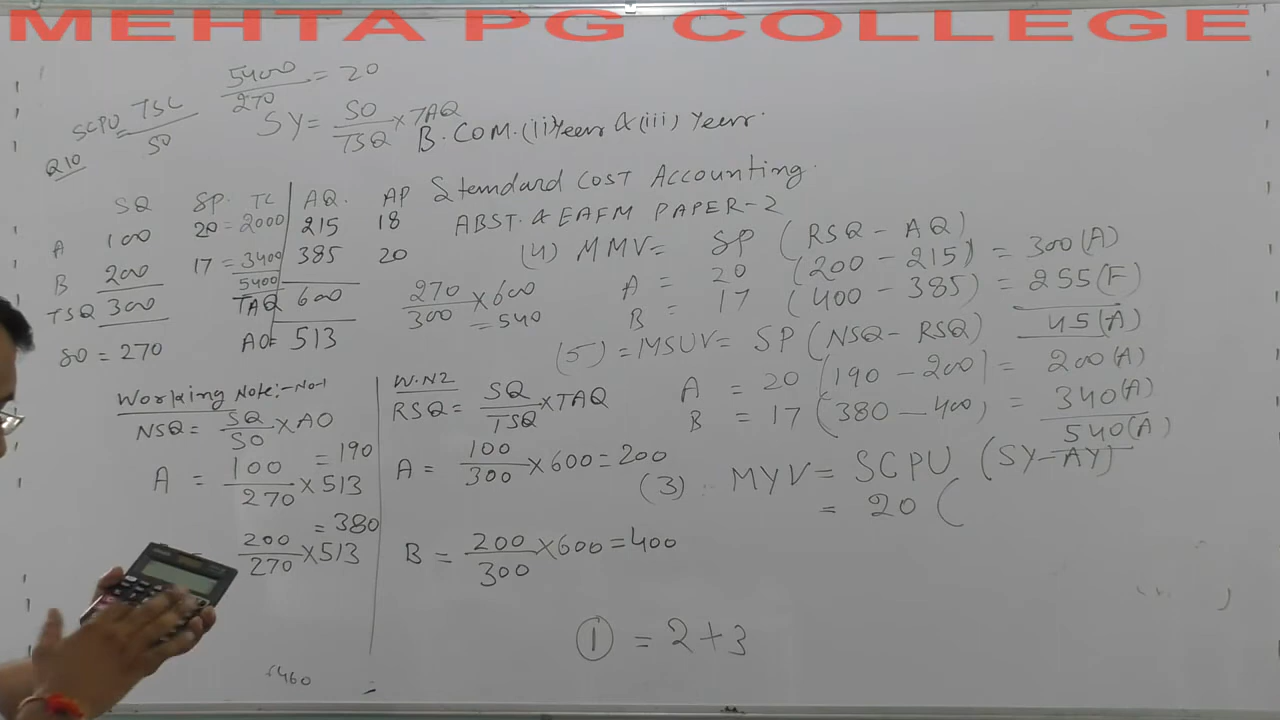 MEHTA PG COLLEGE
5400/270 = 20
SCPU = TSC/SO
SY = SO/TSQ × TAQ
B.COM.(ii)Year & (iii) Year.
Q10
Standard COST Accounting.
ABST. & EAFM PAPER-2
SQ SP. TC AQ. AP
A 100 20 = 2000 215 18
B 200 17 = 3400 385 20
5400
TSQ 300 TAQ 600
SO = 270 AO = 513
270/300 × 600
= 540
(4) MMV = SP (RSQ - AQ)
A = 20 (200 - 215) = 300 (A)
B = 17 (400 - 385) = 255 (F)
45 (A)
(5) = MSUV = SP (NSQ - RSQ)
A = 20 (190 - 200) = 200 (A)
B = 17 (380 - 400) = 340 (A)
540 (A)
(3) MYV = SCPU (SY - AY)
= 20 (
Working Note:-No-1
NSQ = SQ/SO × AO
A = 100/270 × 513 = 190
200/270 × 513 = 380
W.N2
RSQ = SQ/TSQ × TAQ
A = 100/300 × 600 = 200
B = 200/300 × 600 = 400
① = 2 + 3